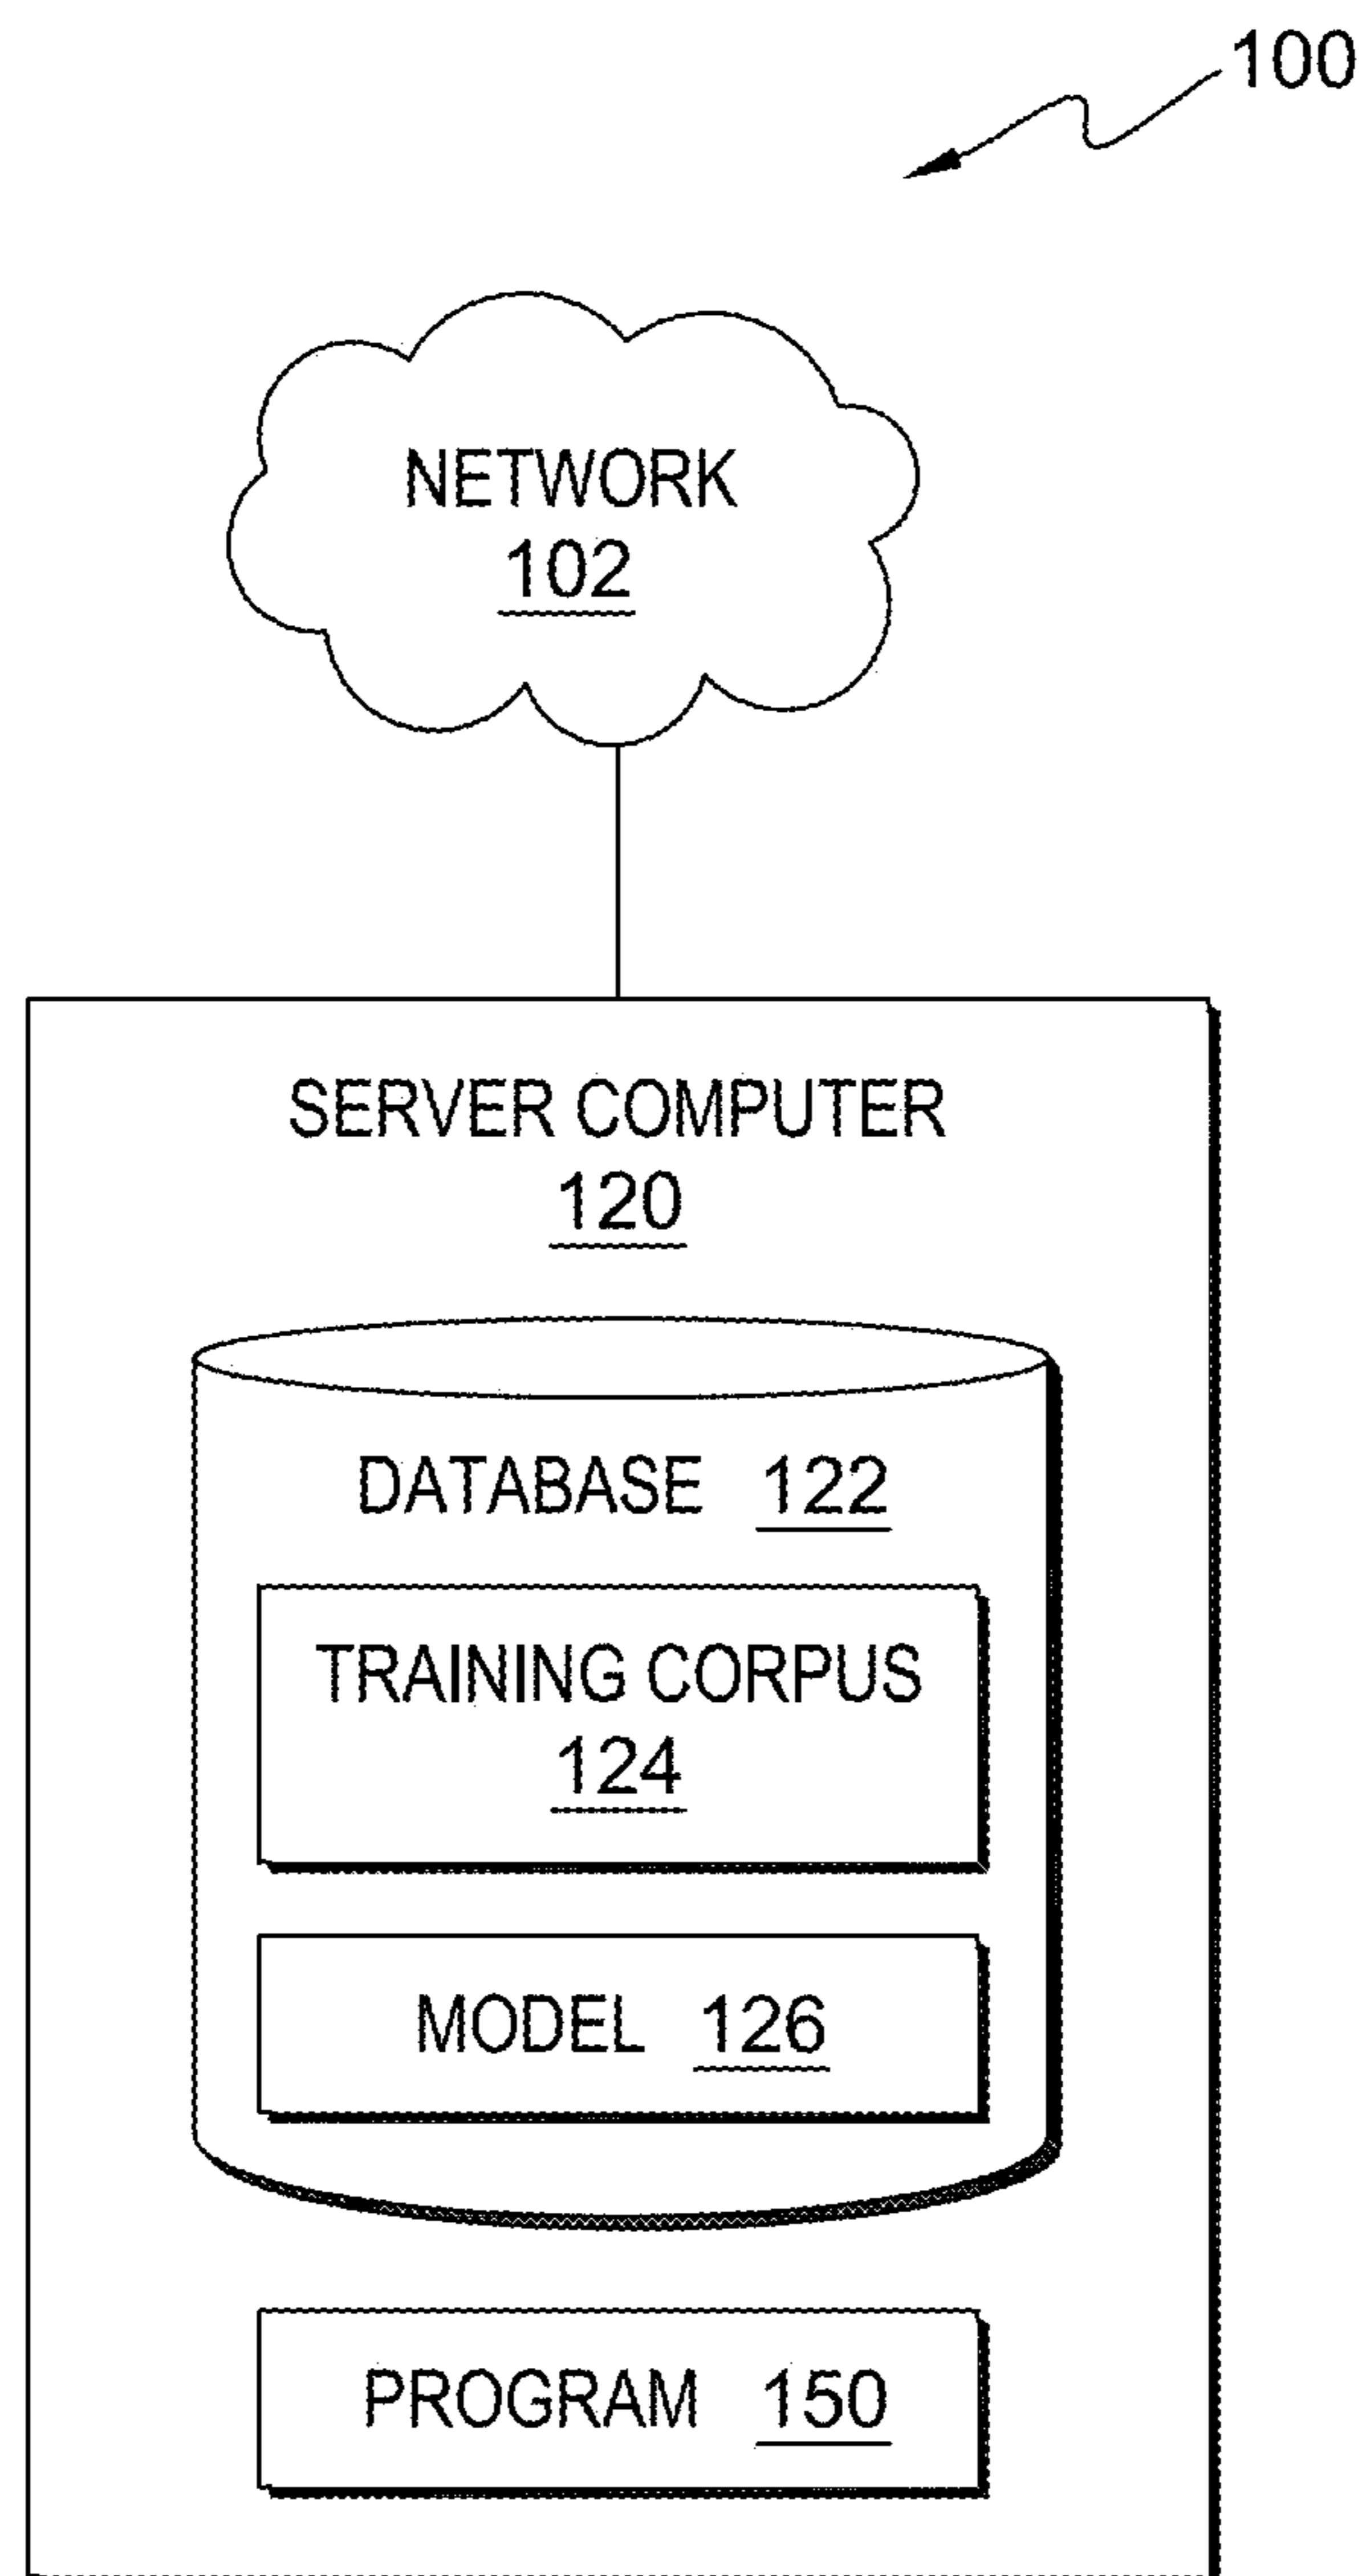 100
NETWORK
102
SERVER COMPUTER
120
DATABASE 122
TRAINING CORPUS
124
MODEL 126
PROGRAM 150